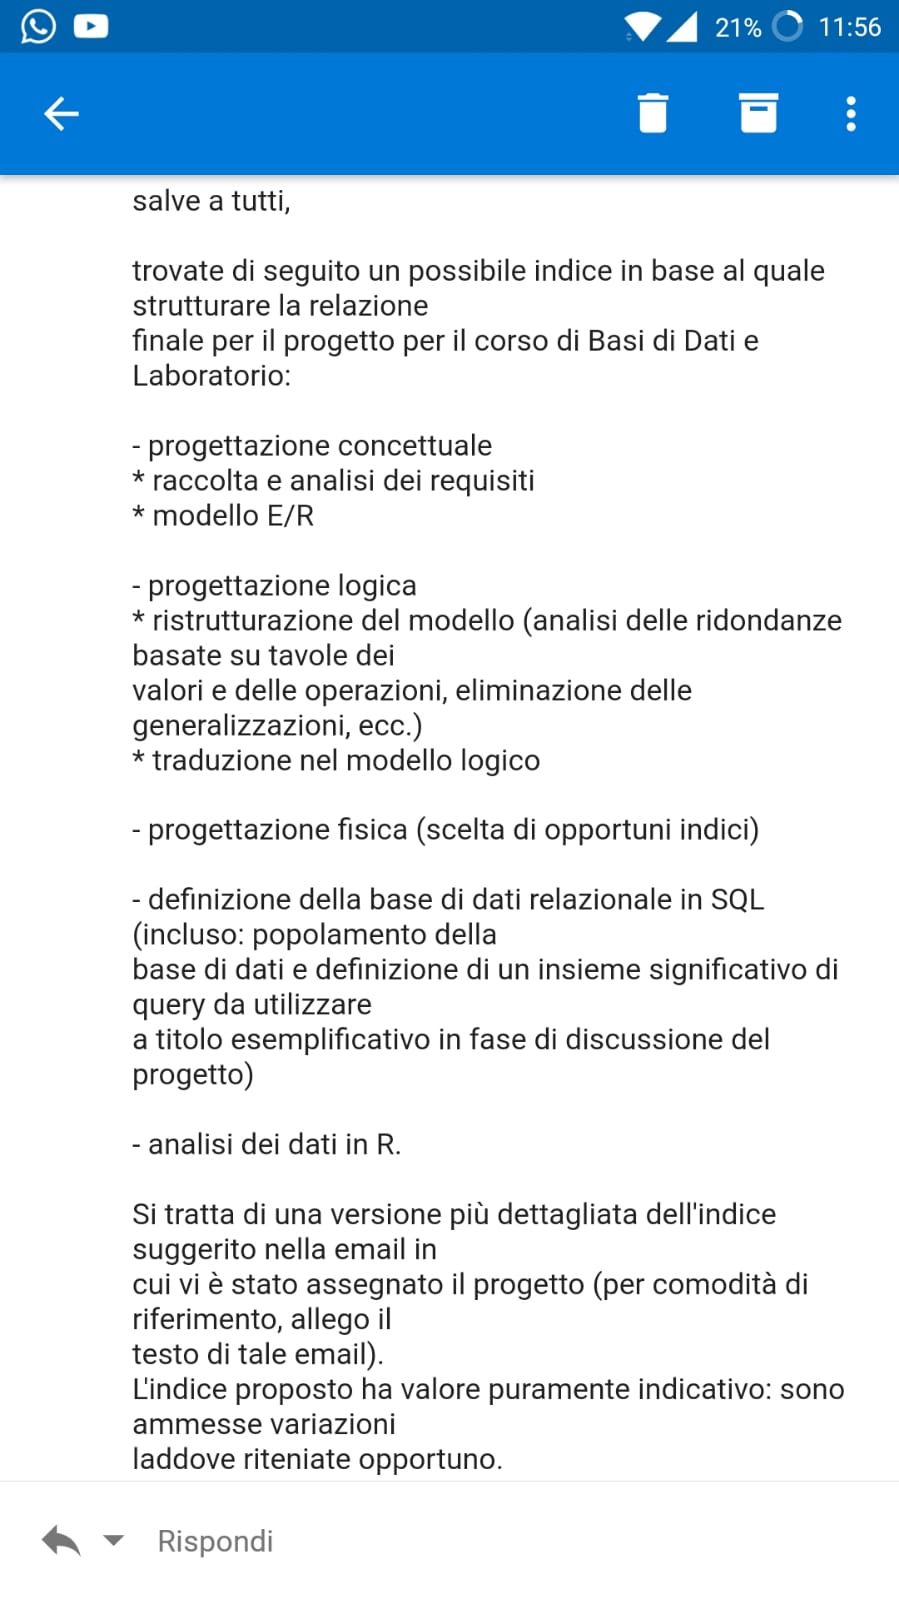 21% 11:56
salve a tutti,
trovate di seguito un possibile indice in base al quale
strutturare la relazione
finale per il progetto per il corso di Basi di Dati e
Laboratorio:
- progettazione concettuale
* raccolta e analisi dei requisiti
* modello E/R
- progettazione logica
* ristrutturazione del modello (analisi delle ridondanze
basate su tavole dei
valori e delle operazioni, eliminazione delle
generalizzazioni, ecc.)
* traduzione nel modello logico
- progettazione fisica (scelta di opportuni indici)
- definizione della base di dati relazionale in SQL
(incluso: popolamento della
base di dati e definizione di un insieme significativo di
query da utilizzare
a titolo esemplificativo in fase di discussione del
progetto)
- analisi dei dati in R.
Si tratta di una versione più dettagliata dell'indice
suggerito nella email in
cui vi è stato assegnato il progetto (per comodità di
riferimento, allego il
testo di tale email).
L'indice proposto ha valore puramente indicativo: sono
ammesse variazioni
laddove riteniate opportuno.
Rispondi